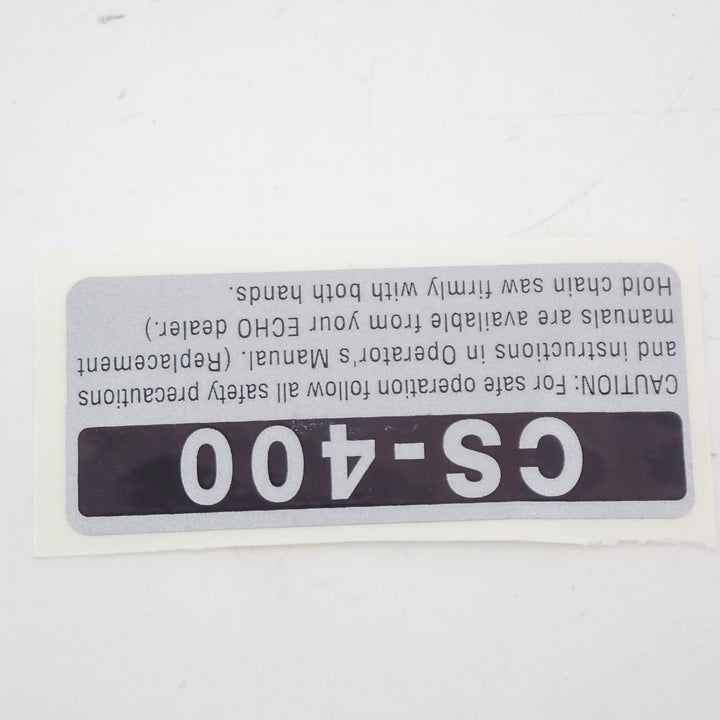 CS-400
CAUTION: For safe operation follow all safety precautions
and instructions in Operator's Manual. (Replacement
manuals are available from your ECHO dealer.)
Hold chain saw firmly with both hands.